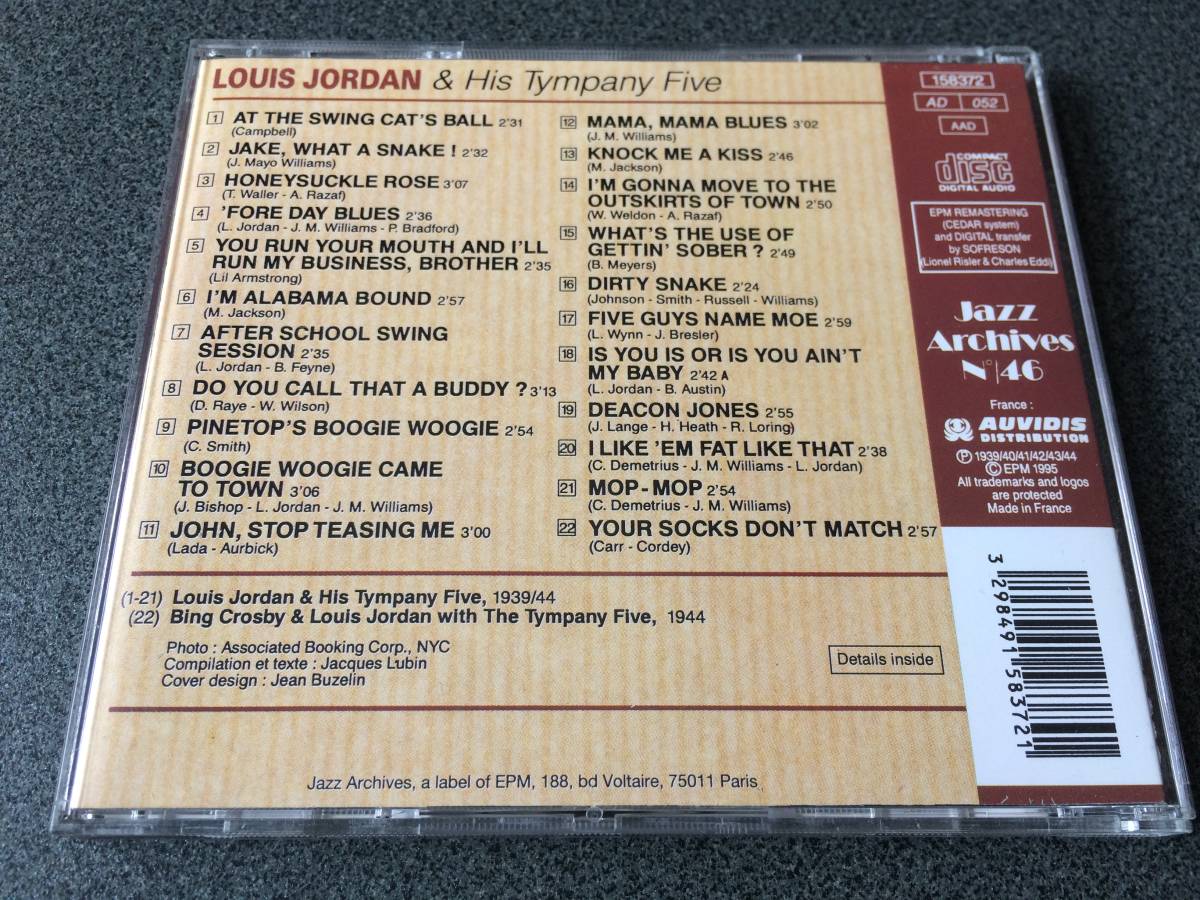 LOUIS JORDAN & His Tympany Five
1 AT THE SWING CAT'S BALL 2'31
(Campbell)
2 JAKE, WHAT A SNAKE ! 2'32
(J. Mayo Williams)
3 HONEYSUCKLE ROSE 3'07
(T. Waller - A. Razaf)
4 'FORE DAY BLUES 2'36
(L. Jordan - J. M. Williams - P. Bradford)
5 YOU RUN YOUR MOUTH AND I'LL
RUN MY BUSINESS, BROTHER 2'35
(Lil Armstrong)
6 I'M ALABAMA BOUND 2'57
(M. Jackson)
7 AFTER SCHOOL SWING
SESSION 2'35
(L. Jordan - B. Feyne)
8 DO YOU CALL THAT A BUDDY ? 3'13
(D. Raye - W. Wilson)
9 PINETOP'S BOOGIE WOOGIE 2'54
(C. Smith)
10 BOOGIE WOOGIE CAME
TO TOWN 3'06
(J. Bishop - L. Jordan - J. M. Williams)
11 JOHN, STOP TEASING ME 3'00
(Lada - Aurbick)
12 MAMA, MAMA BLUES 3'02
(J. M. Williams)
13 KNOCK ME A KISS 2'46
(M. Jackson)
14 I'M GONNA MOVE TO THE
OUTSKIRTS OF TOWN 2'50
(W. Weldon - A. Razaf)
15 WHAT'S THE USE OF
GETTIN' SOBER ? 2'49
(B. Meyers)
16 DIRTY SNAKE 2'24
(Johnson - Smith - Russell - Williams)
17 FIVE GUYS NAME MOE 2'59
(L. Wynn - J. Bresler)
18 IS YOU IS OR IS YOU AIN'T
MY BABY 2'42 A
(L. Jordan - B. Austin)
19 DEACON JONES 2'55
(J. Lange - H. Heath - R. Loring)
20 I LIKE 'EM FAT LIKE THAT 2'38
(C. Demetrius - J. M. Williams - L. Jordan)
21 MOP-MOP 2'54
(C. Demetrius - J. M. Williams)
22 YOUR SOCKS DON'T MATCH 2'57
(Carr - Cordey)
(1-21) Louis Jordan & His Tympany Five, 1939/44
(22) Bing Crosby & Louis Jordan with The Tympany Five, 1944
Photo : Associated Booking Corp., NYC
Compilation et texte : Jacques Lubin
Cover design : Jean Buzelin
Details inside
Jazz Archives, a label of EPM, 188, bd Voltaire, 75011 Paris
158372
AD 052
AAD
COMPACT
disc
DIGITAL AUDIO
EPM REMASTERING
(CEDAR system)
and DIGITAL transfer
by SOFRESON
(Lionel Risler & Charles Eddi)
Jazz
Archives
N°46
France :
AUVIDIS
DISTRIBUTION
℗ 1939/40/41/42/43/44
© EPM 1995
All trademarks and logos
are protected
Made in France
3 298491 583721